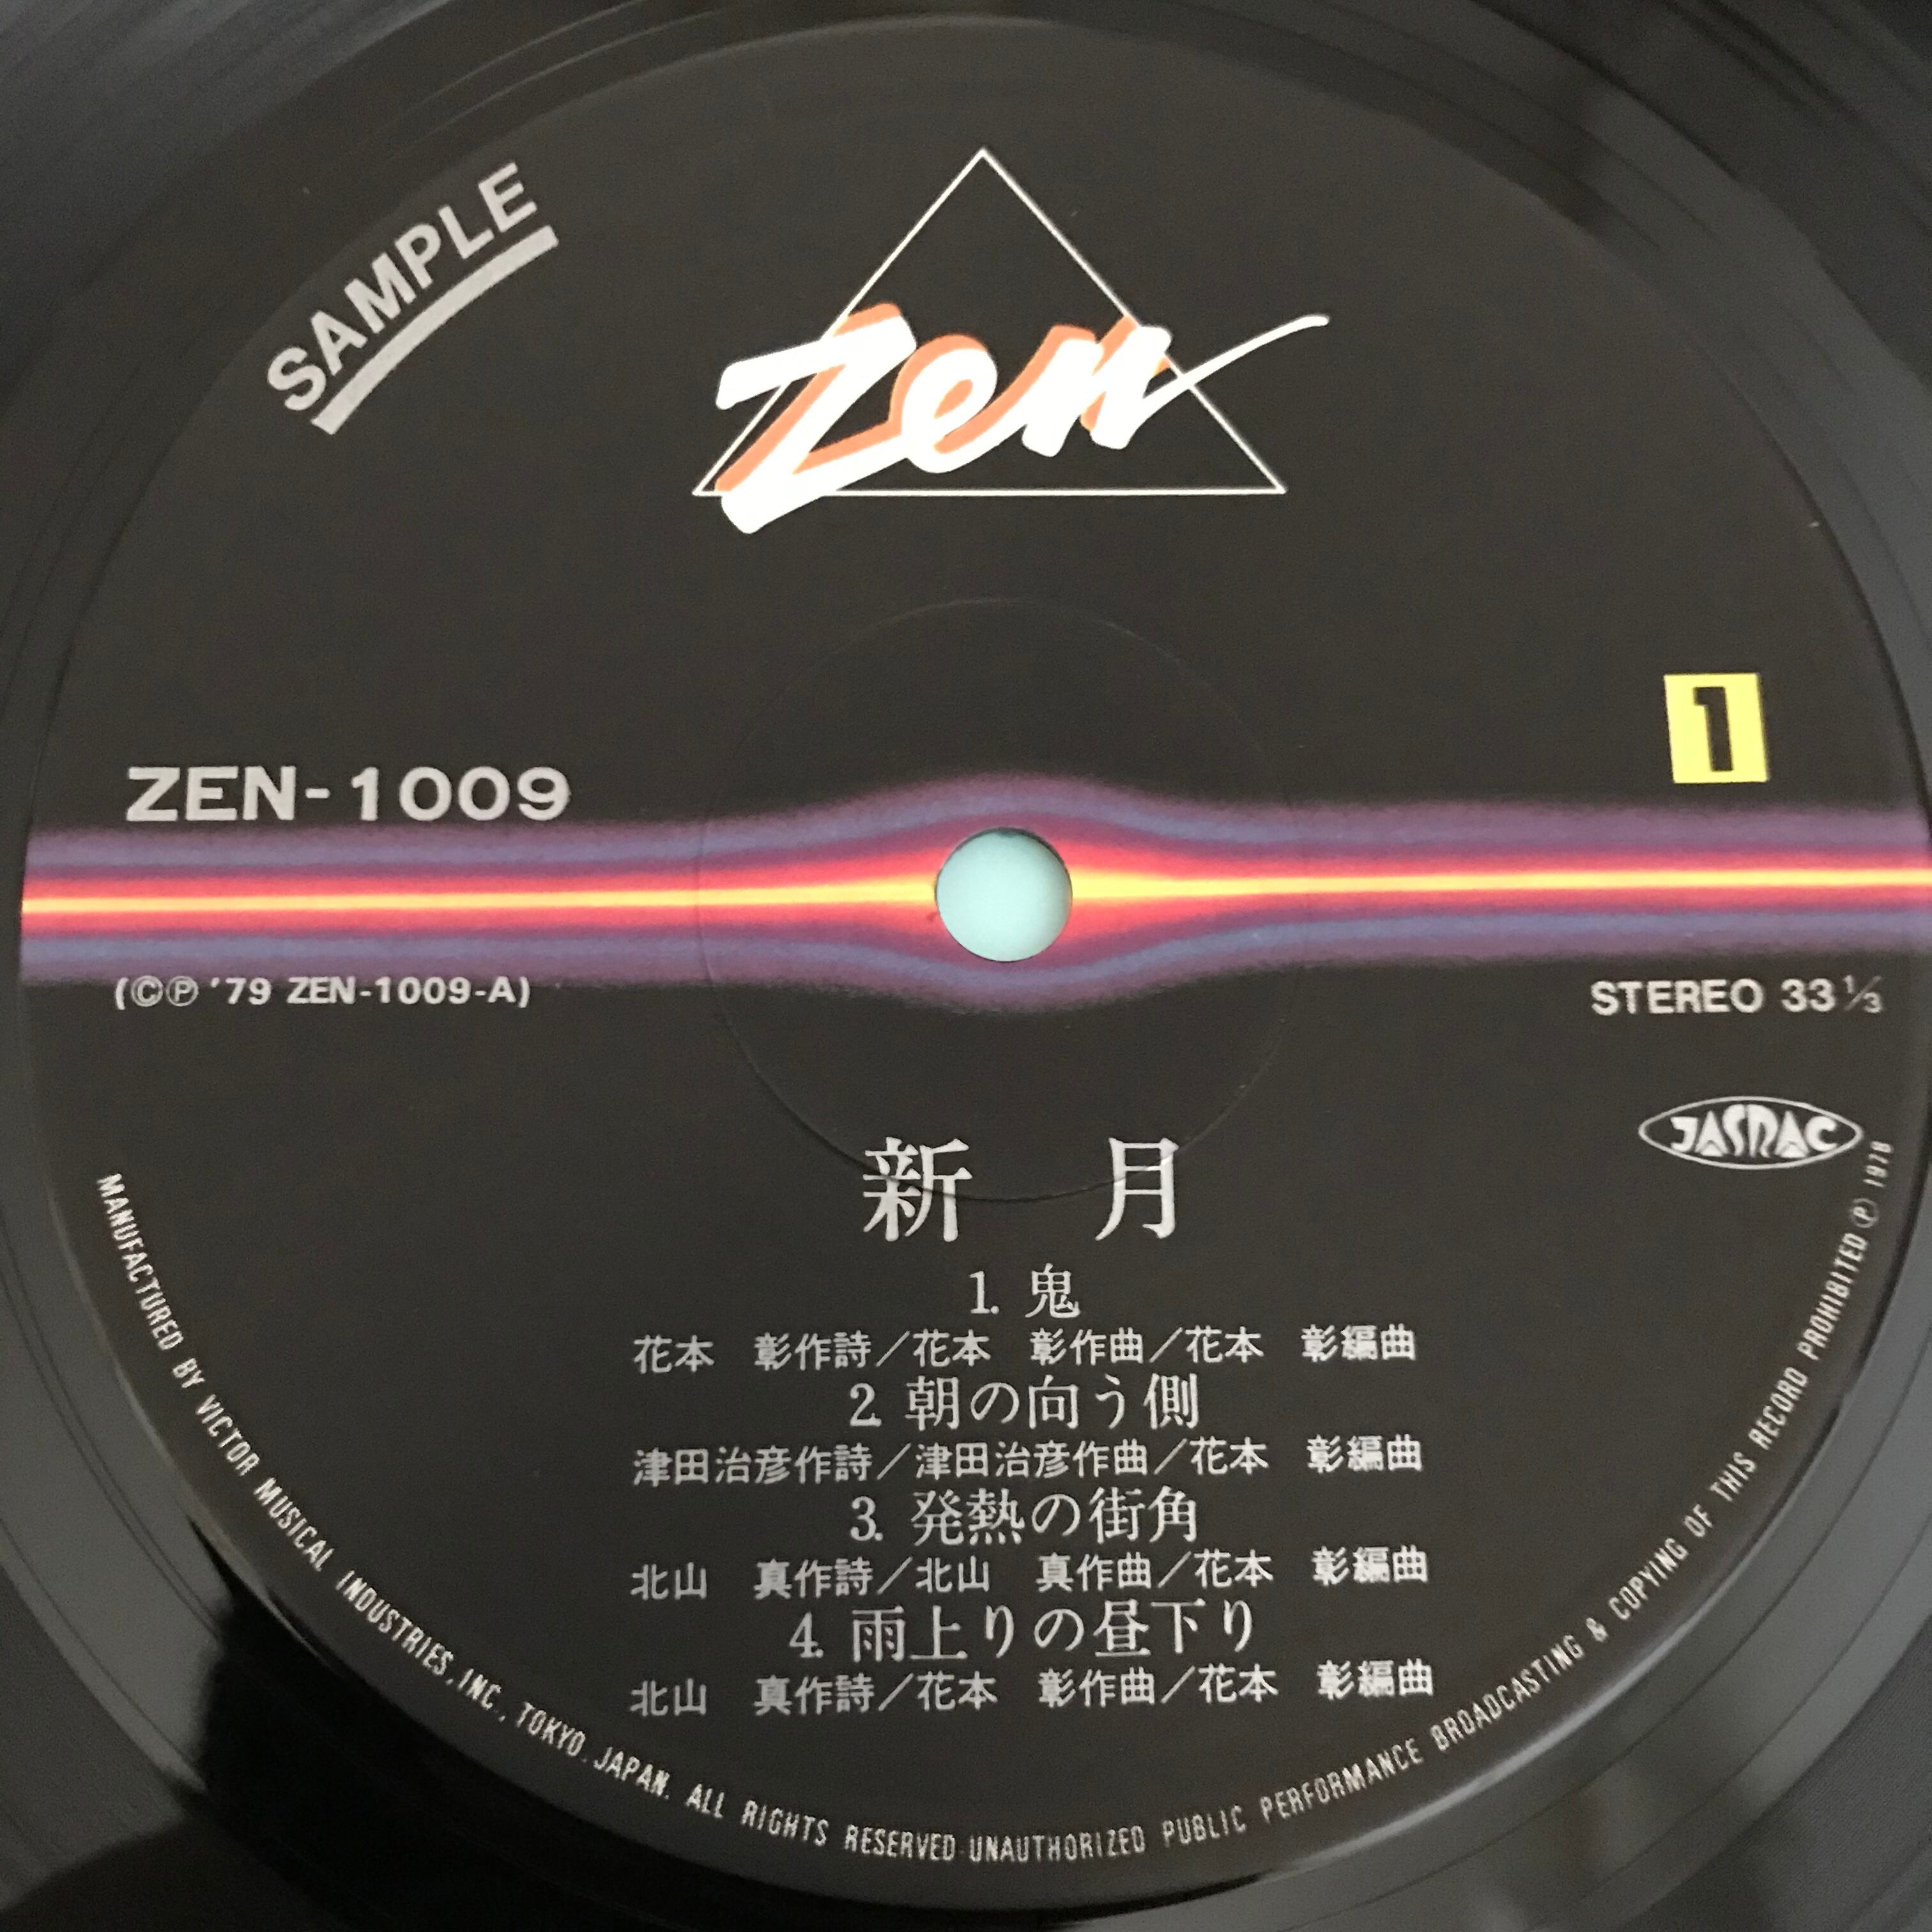 SAMPLE
Zen
1
ZEN-1009
(©℗ '79 ZEN-1009-A)
STEREO 33⅓
JASRAC
新 月
1. 鬼
花本 彰作詩／花本 彰作曲／花本 彰編曲
2. 朝の向う側
津田治彦作詩／津田治彦作曲／花本 彰編曲
3. 発熱の街角
北山 真作詩／北山 真作曲／花本 彰編曲
4. 雨上りの昼下り
北山 真作詩／花本 彰作曲／花本 彰編曲
MANUFACTURED BY VICTOR MUSICAL INDUSTRIES, INC., TOKYO, JAPAN. ALL RIGHTS RESERVED-UNAUTHORIZED PUBLIC PERFORMANCE BROADCASTING & COPYING OF THIS RECORD PROHIBITED ℗ 1978